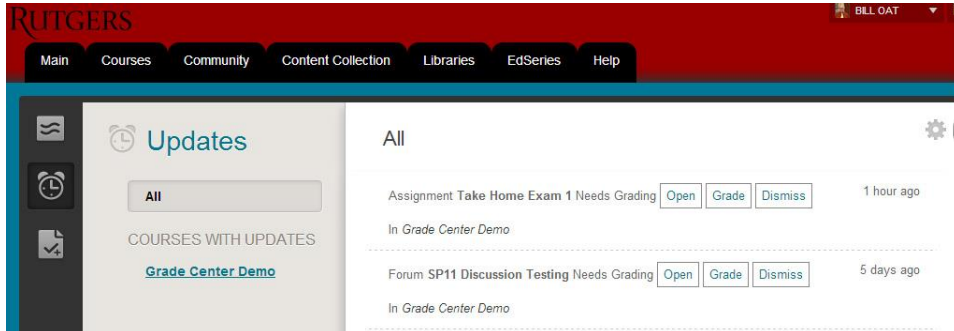 RUTGERS
BILL OAT
Main Courses Community Content Collection Libraries EdSeries Help
Updates
All
COURSES WITH UPDATES
Grade Center Demo
All
Assignment Take Home Exam 1 Needs Grading Open Grade Dismiss 1 hour ago
In Grade Center Demo
Forum SP11 Discussion Testing Needs Grading Open Grade Dismiss 5 days ago
In Grade Center Demo